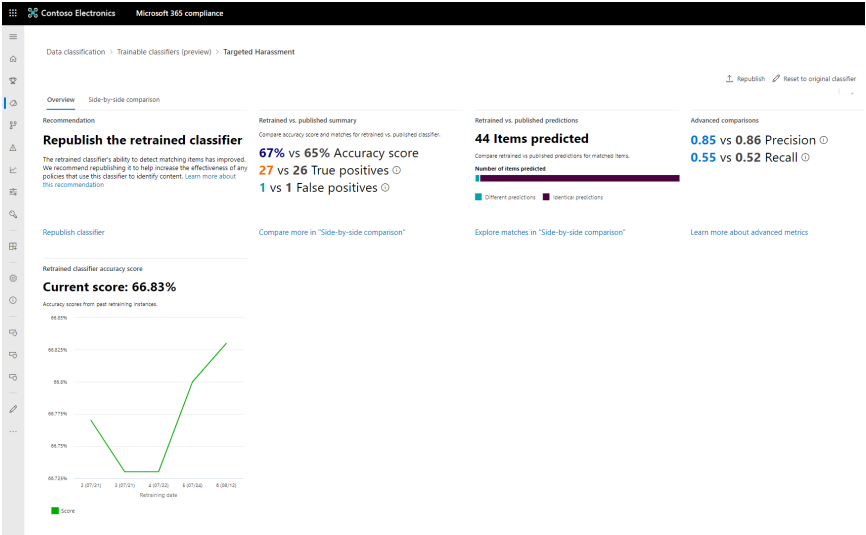 Contoso Electronics Microsoft 365 compliance
Data classification > Trainable classifiers (preview) > Targeted Harassment
Republish Reset to original classifier
Overview Side-by-side comparison
Recommendation
Republish the retrained classifier
The retrained classifier's ability to detect matching items has improved.
We recommend republishing it to help increase the effectiveness of any
policies that use this classifier to identify content. Learn more about
this recommendation
Republish classifier
Retrained vs. published summary
Compare accuracy score and matches for retrained vs. published classifier.
67% vs 65% Accuracy score
27 vs 26 True positives
1 vs 1 False positives
Compare more in "Side-by-side comparison"
Retrained vs. published predictions
44 Items predicted
Compare retrained vs published predictions for matched items.
Number of items predicted
Different predictions Identical predictions
Explore matches in "Side-by-side comparison"
Advanced comparisons
0.85 vs 0.86 Precision
0.55 vs 0.52 Recall
Learn more about advanced metrics
Retrained classifier accuracy score
Current score: 66.83%
Accuracy scores from past retraining instances.
66.85%
66.825%
66.8%
66.775%
66.75%
66.725%
2 (07/21) 3 (07/21) 4 (07/22) 5 (07/24) 6 (08/12)
Retraining date
Score